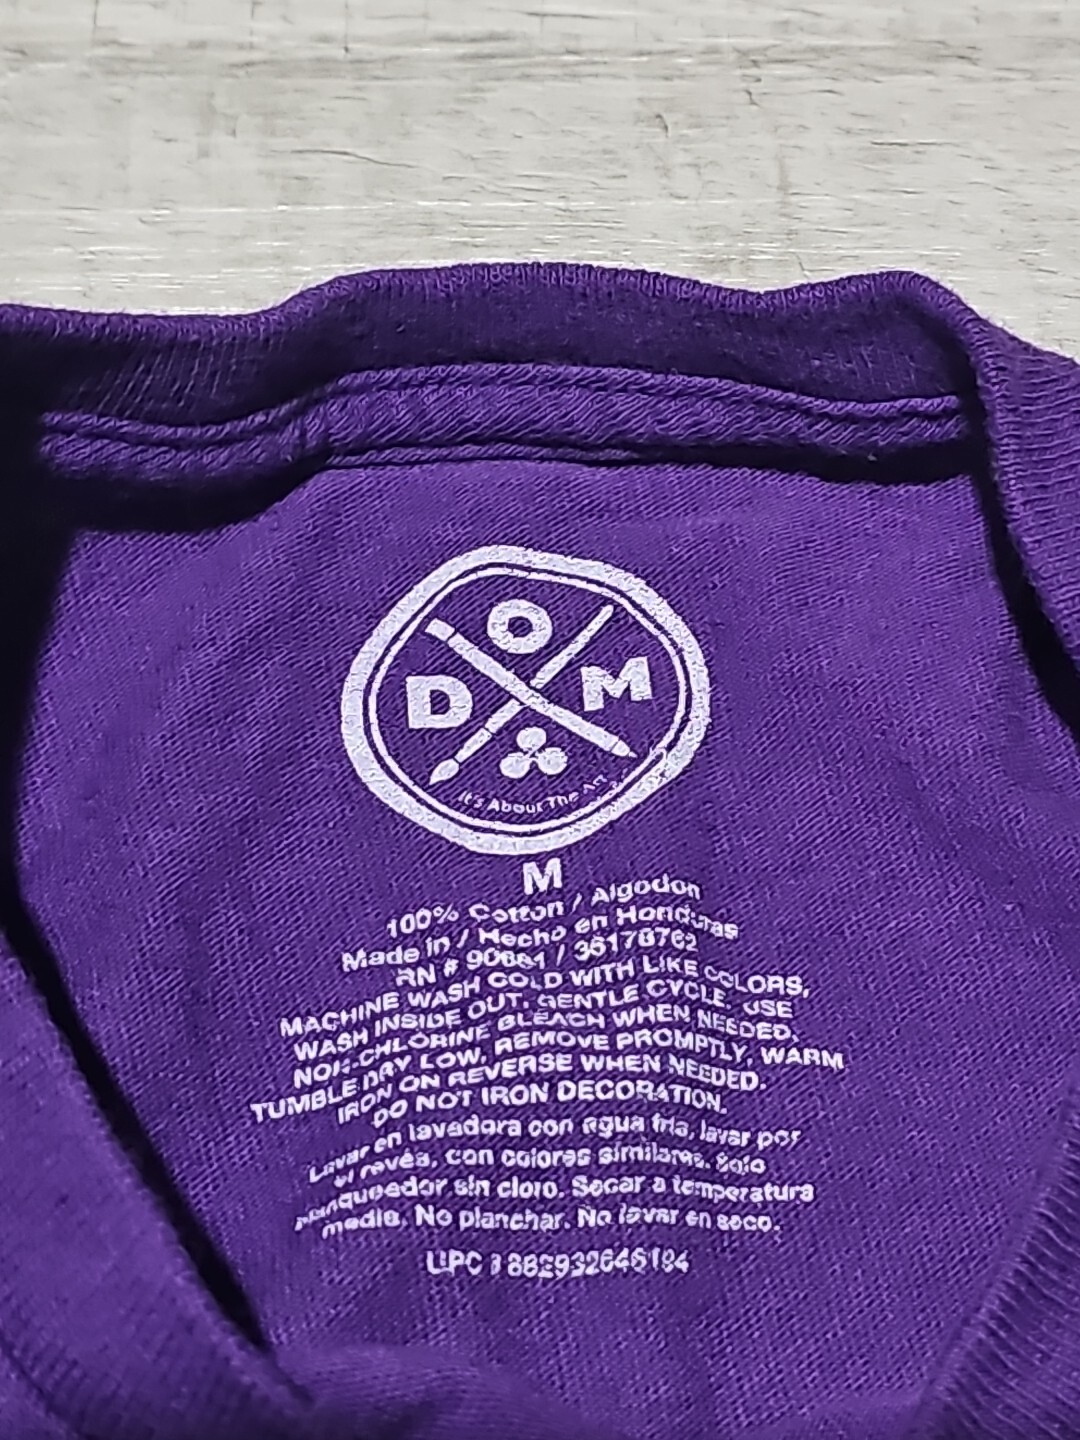 D O M
It's About The Art
M
100% Cotton / Algodon
Made in / Hecho en Honduras
RN # / 36178762
MACHINE WASH COLD WITH LIKE COLORS,
WASH INSIDE OUT. GENTLE CYCLE. USE
NON-CHLORINE BLEACH WHEN NEEDED.
TUMBLE DRY LOW, REMOVE PROMPTLY, WARM
IRON ON REVERSE WHEN NEEDED.
DO NOT IRON DECORATION.
Lavar en lavadora con agua fria, lavar por
el revés, con colores similares. Solo
blanqueador sin cloro. Secar a temperatura
media. No planchar. No lavar en seco.
UPC